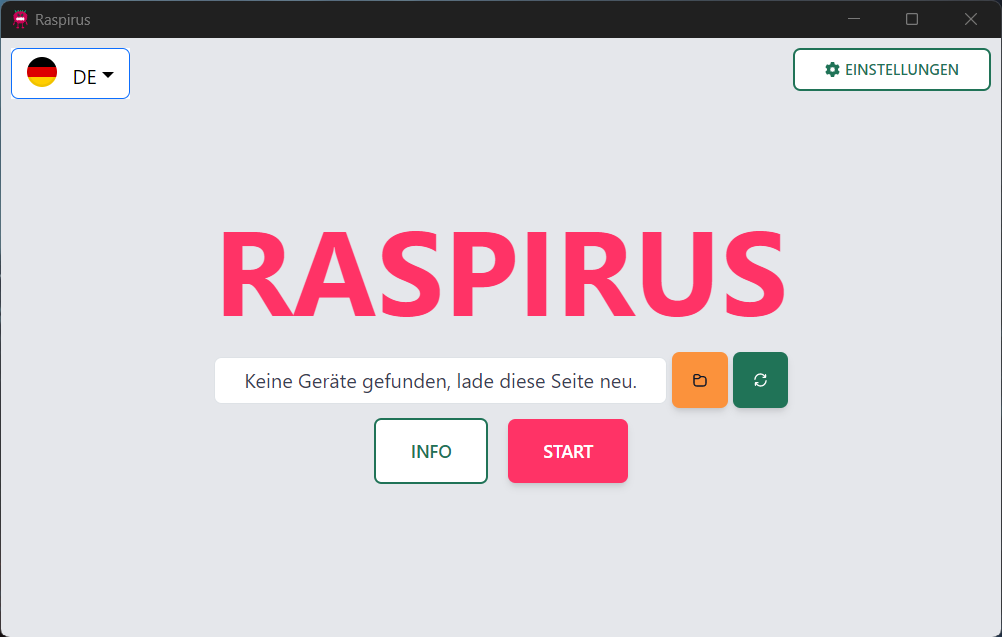 Raspirus
DE
EINSTELLUNGEN
RASPIRUS
Keine Geräte gefunden, lade diese Seite neu.
INFO
START